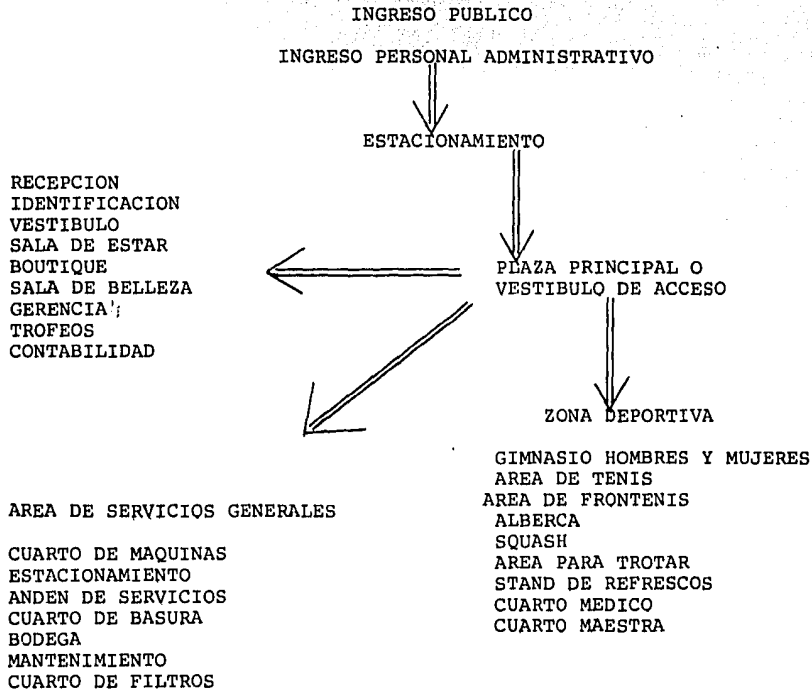 INGRESO PUBLICO
INGRESO PERSONAL ADMINISTRATIVO
ESTACIONAMIENTO
RECEPCION
IDENTIFICACION
VESTIBULO
SALA DE ESTAR
BOUTIQUE
SALA DE BELLEZA
GERENCIA
TROFEOS
CONTABILIDAD
PLAZA PRINCIPAL O
VESTIBULO DE ACCESO
ZONA DEPORTIVA
GIMNASIO HOMBRES Y MUJERES
AREA DE TENIS
AREA DE FRONTENIS
ALBERCA
SQUASH
AREA PARA TROTAR
STAND DE REFRESCOS
CUARTO MEDICO
CUARTO MAESTRA
AREA DE SERVICIOS GENERALES
CUARTO DE MAQUINAS
ESTACIONAMIENTO
ANDEN DE SERVICIOS
CUARTO DE BASURA
BODEGA
MANTENIMIENTO
CUARTO DE FILTROS